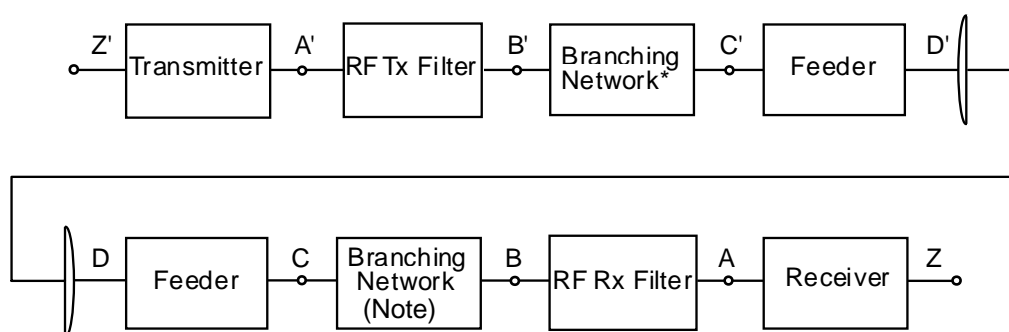 Z' Transmitter A' RF Tx Filter B' Branching Network* C' Feeder D'
D Feeder C Branching Network (Note) B RF Rx Filter A Receiver Z